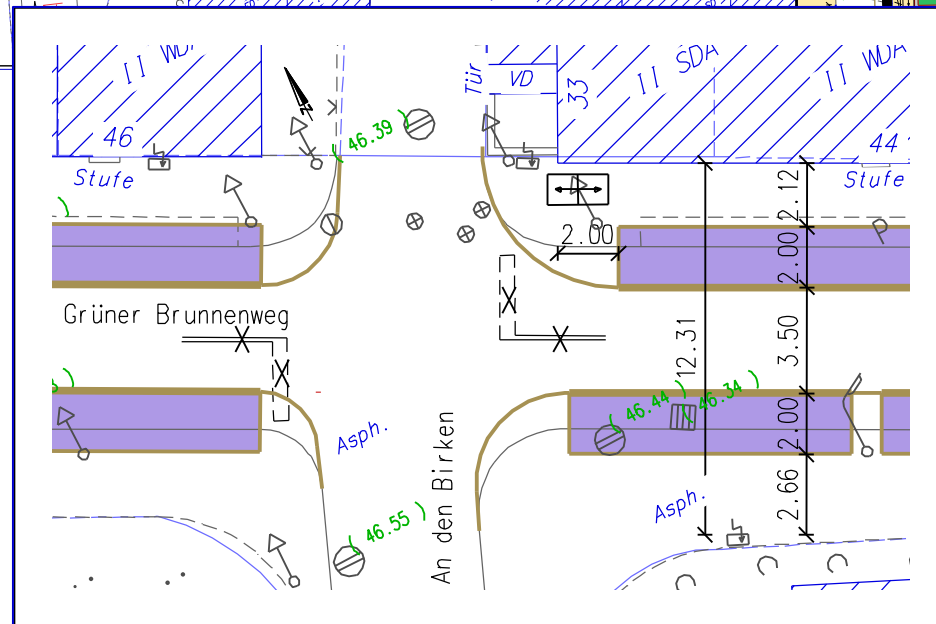 II WDA
46
Stufe
N
46.39 )
Tür
VD
33
II SDA
II WDA
44
Stufe
2.12
2.00
2.00
P
Grüner Brunnenweg
12.31
3.50
( 46.44 )
46.34 )
2.00
Asph.
An den Birken
( 46.55 )
Asph.
2.66